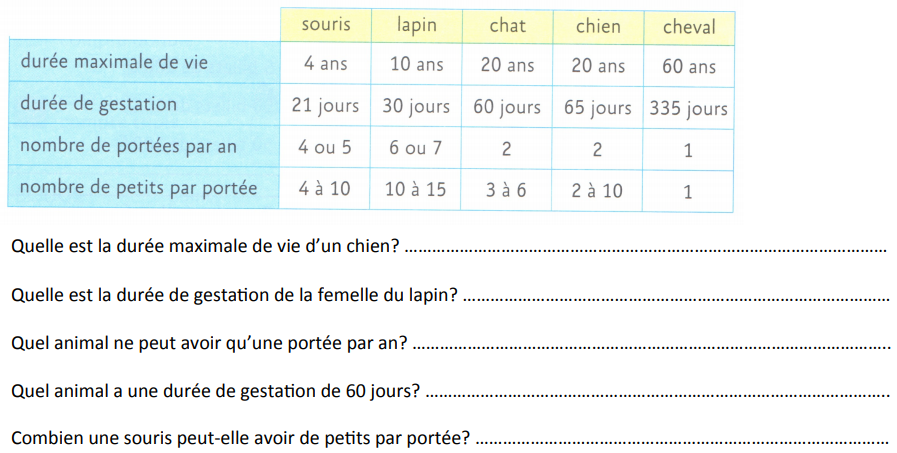 souris lapin chat chien cheval
durée maximale de vie 4 ans 10 ans 20 ans 20 ans 60 ans
durée de gestation 21 jours 30 jours 60 jours 65 jours 335 jours
nombre de portées par an 4 ou 5 6 ou 7 2 2 1
nombre de petits par portée 4 à 10 10 à 15 3 à 6 2 à 10 1
Quelle est la durée maximale de vie d’un chien? ……………………………………………………………………………………
Quelle est la durée de gestation de la femelle du lapin? …………………………………………………………………………
Quel animal ne peut avoir qu’une portée par an? …………………………………………………………………………………..
Quel animal a une durée de gestation de 60 jours? ………………………………………………………………………………..
Combien une souris peut-elle avoir de petits par portée? ………………………………………………………………………